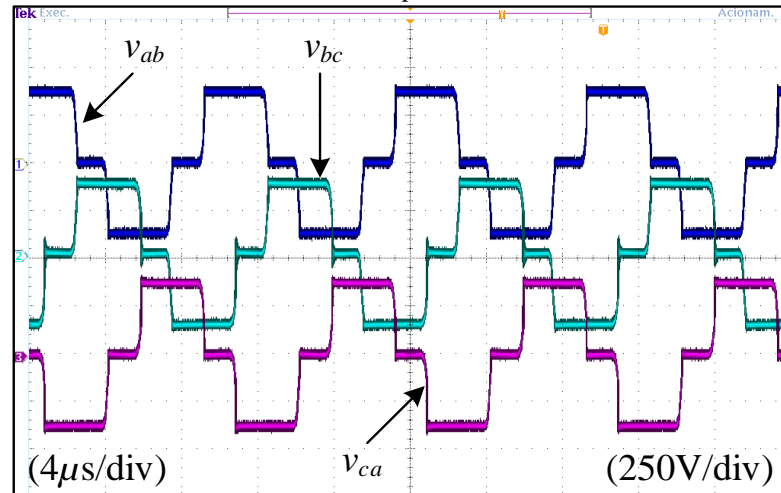 Tek Exec. Acionam.
T
T
v_ab v_bc
1
2
3
v_ca
(4μs/div) (250V/div)